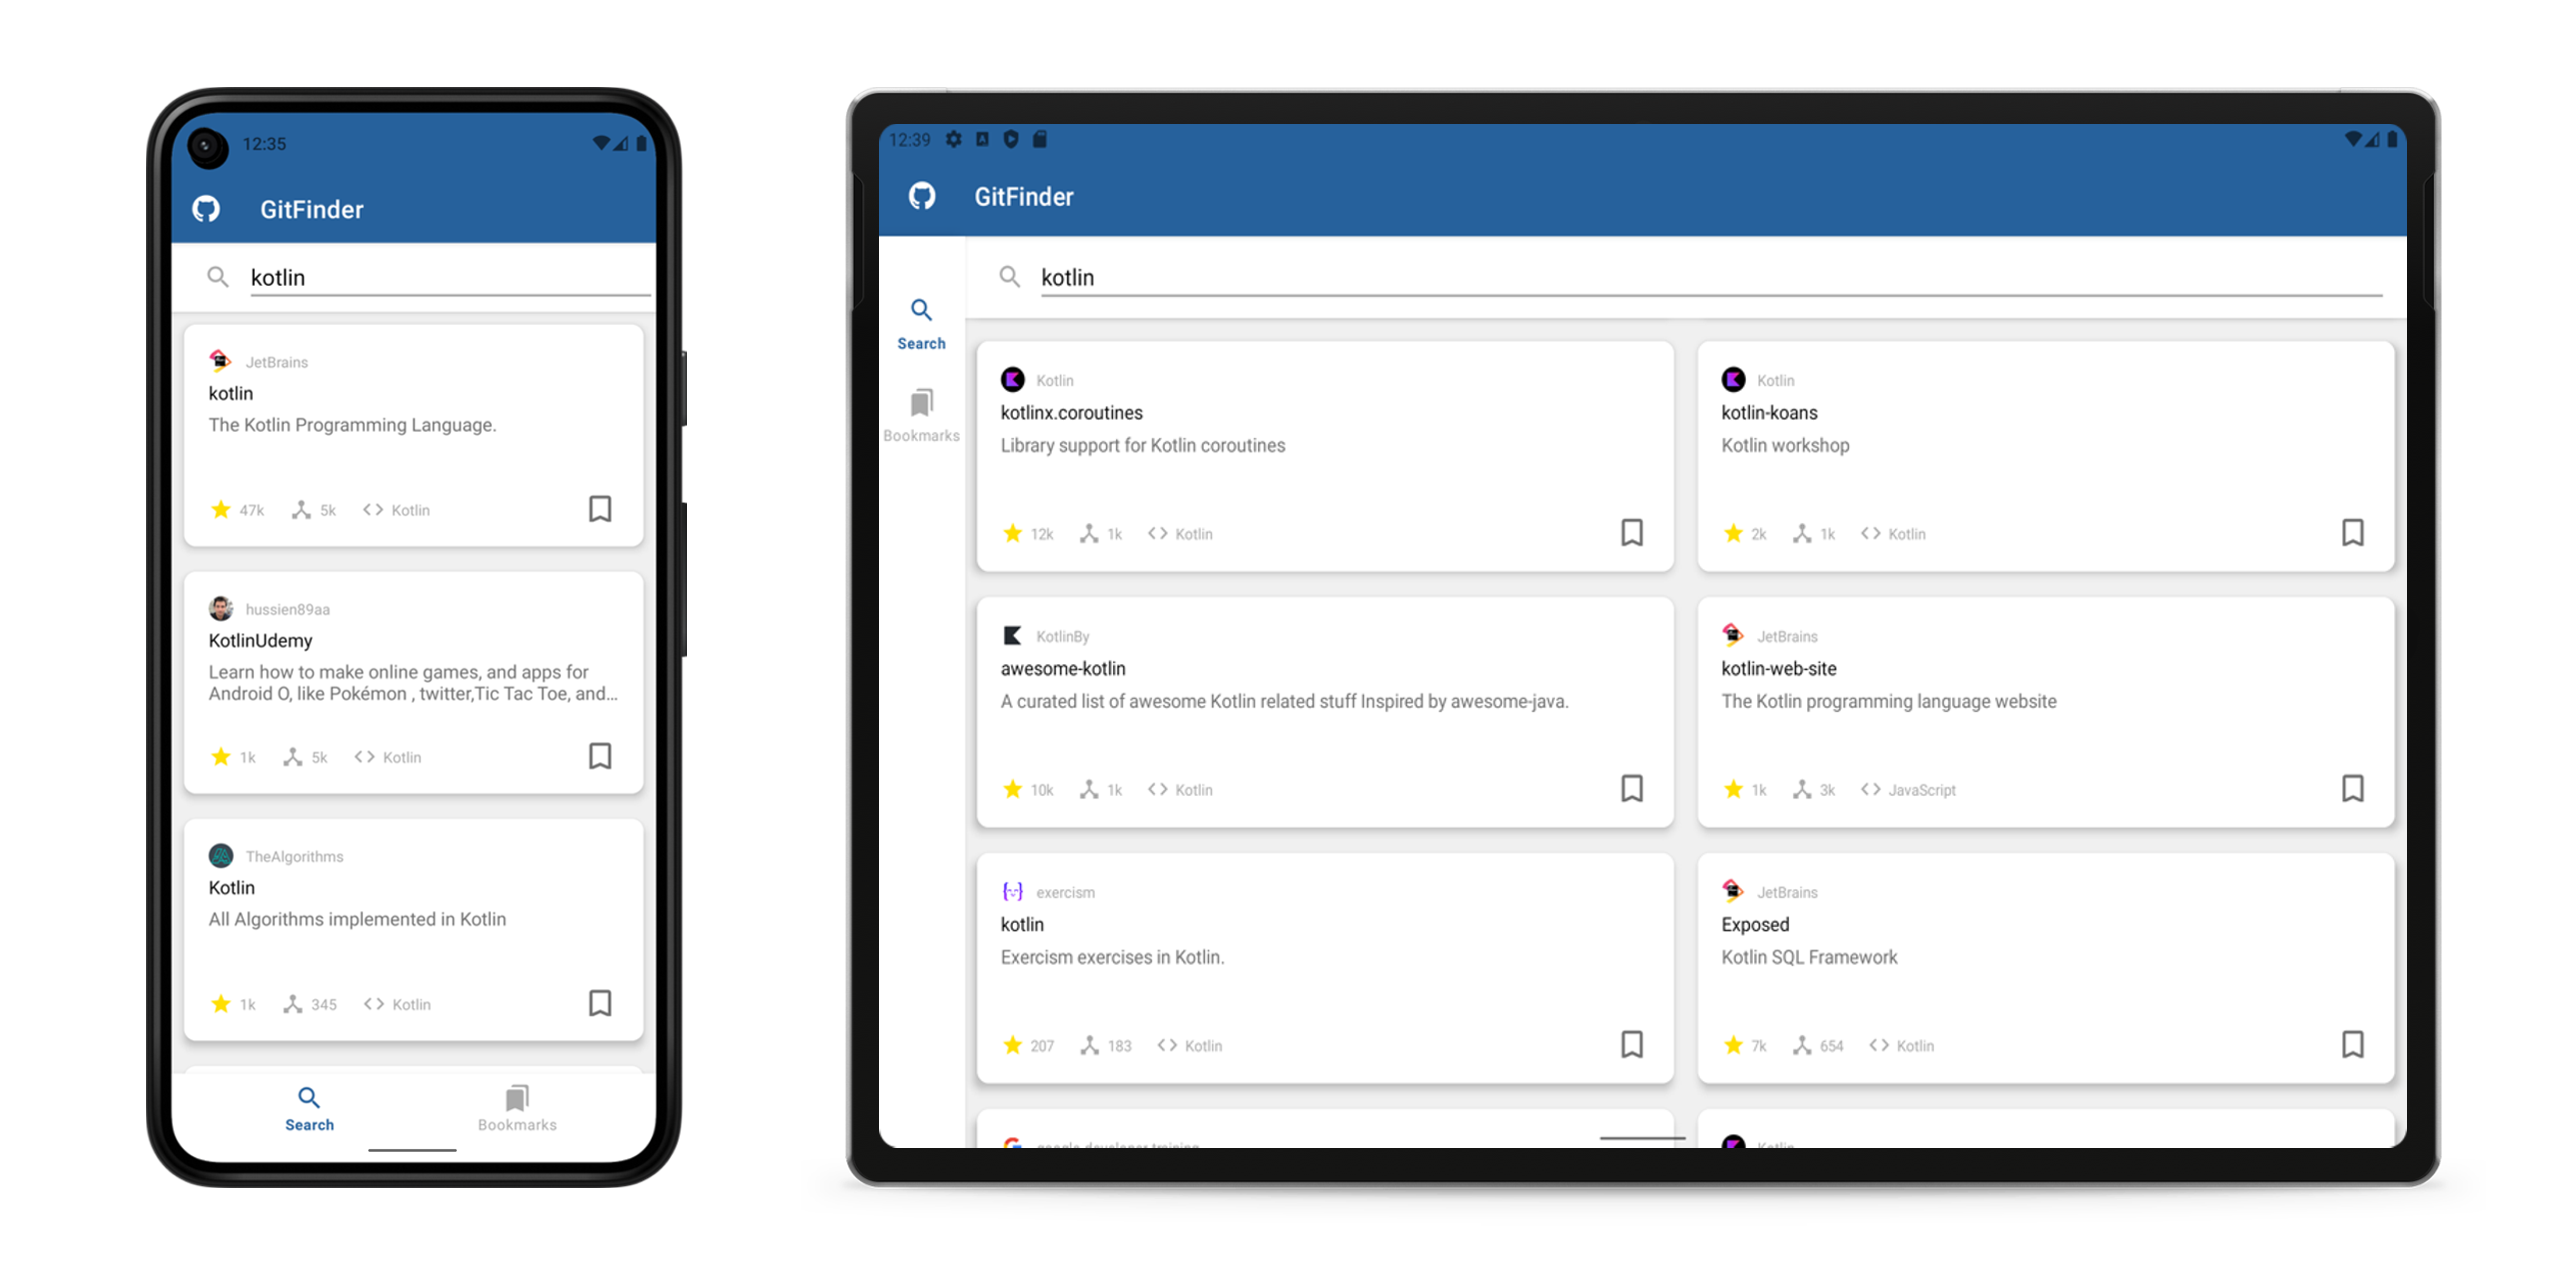 12:35
GitFinder
kotlin
JetBrains
kotlin
The Kotlin Programming Language.
47k 5k Kotlin
hussien89aa
KotlinUdemy
Learn how to make online games, and apps for
Android O, like Pokémon , twitter,Tic Tac Toe, and...
1k 5k Kotlin
TheAlgorithms
Kotlin
All Algorithms implemented in Kotlin
1k 345 Kotlin
Search Bookmarks
12:39
GitFinder
Search
Bookmarks
kotlin
Kotlin
kotlinx.coroutines
Library support for Kotlin coroutines
12k 1k Kotlin
Kotlin
kotlin-koans
Kotlin workshop
2k 1k Kotlin
KotlinBy
awesome-kotlin
A curated list of awesome Kotlin related stuff Inspired by awesome-java.
10k 1k Kotlin
JetBrains
kotlin-web-site
The Kotlin programming language website
1k 3k JavaScript
exercism
kotlin
Exercism exercises in Kotlin.
207 183 Kotlin
JetBrains
Exposed
Kotlin SQL Framework
7k 654 Kotlin
Kotlin